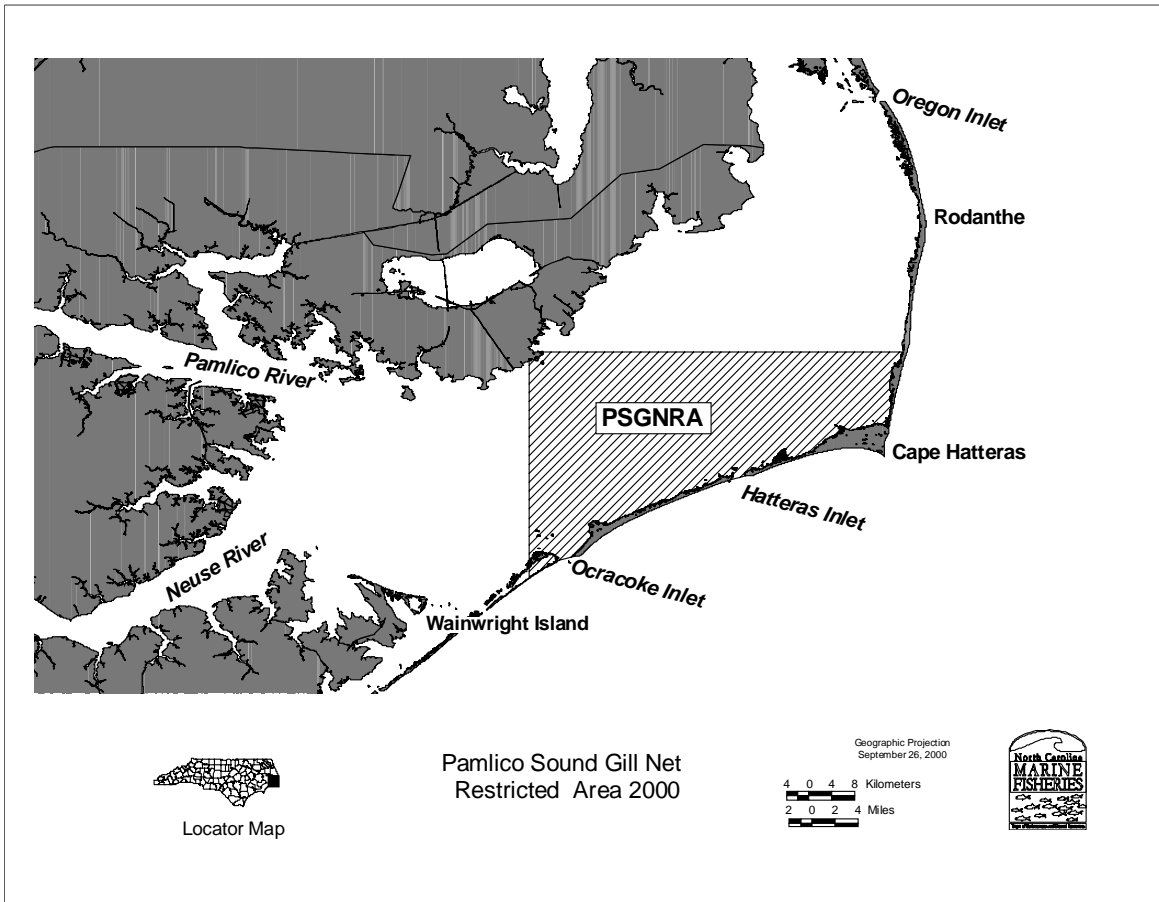 Oregon Inlet
Rodanthe
Pamlico River
PSGNRA
Cape Hatteras
Hatteras Inlet
Neuse River
Ocracoke Inlet
Wainwright Island
Pamlico Sound Gill Net
Restricted Area 2000
Locator Map
Geographic Projection
September 26, 2000
4 0 4 8 Kilometers
2 0 2 4 Miles
North Carolina
MARINE
FISHERIES